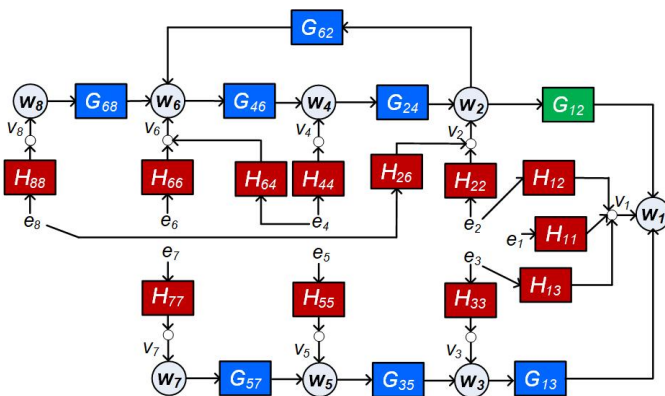 G62
w8 G68 w6 G46 w4 G24 w2 G12
v8 v6 v4 v2
H88 H66 H64 H44 H26 H22 H12 v1
w1
e8 e6 e4 e2 e1 H11
e7 e5 e3
H77 H55 H33 H13
v7 v5 v3
w7 G57 w5 G35 w3 G13